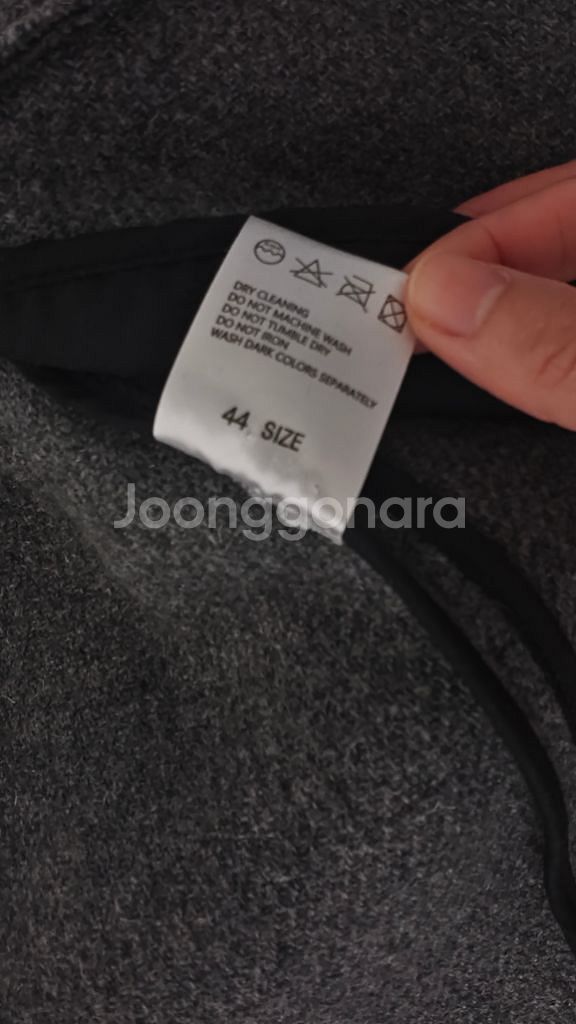 DRY CLEANING
DO NOT MACHINE WASH
DO NOT TUMBLE DRY
DO NOT IRON
WASH DARK COLORS SEPARATELY
44 SIZE
Joonggonara